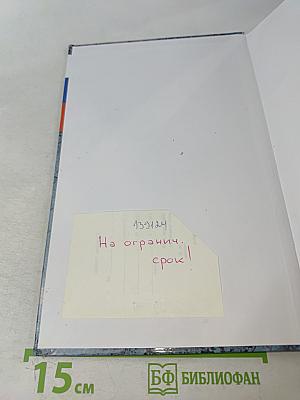 139124
На огранич.
срок!
15 см
БФ БИБЛИОФАН